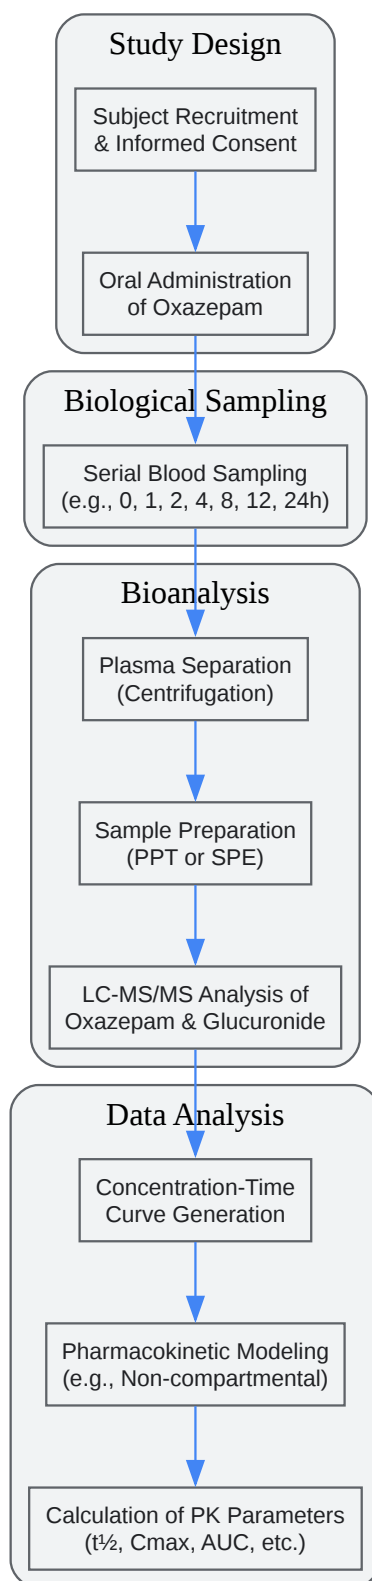 Study Design
Subject Recruitment
& Informed Consent
Oral Administration
of Oxazepam
Biological Sampling
Serial Blood Sampling
(e.g., 0, 1, 2, 4, 8, 12, 24h)
Bioanalysis
Plasma Separation
(Centrifugation)
Sample Preparation
(PPT or SPE)
LC-MS/MS Analysis of
Oxazepam & Glucuronide
Data Analysis
Concentration-Time
Curve Generation
Pharmacokinetic Modeling
(e.g., Non-compartmental)
Calculation of PK Parameters
(t½, Cmax, AUC, etc.)